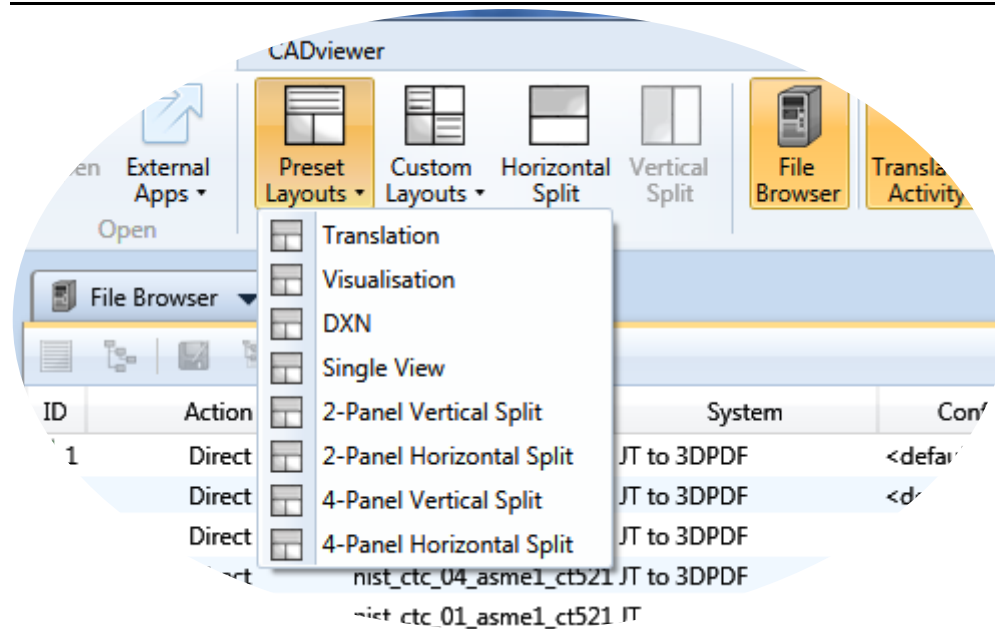 CADviewer
External Apps
Preset Layouts
Custom Layouts
Horizontal Split
Vertical Split
File Browser
Activity
Open
Translation
Visualisation
DXN
Single View
2-Panel Vertical Split
2-Panel Horizontal Split
4-Panel Vertical Split
4-Panel Horizontal Split
File Browser
ID Action System
1 Direct JT to 3DPDF
Direct JT to 3DPDF
Direct JT to 3DPDF
nist_ctc_04_asme1_ct521 JT to 3DPDF
ctc_01_asme1_ct521 JT